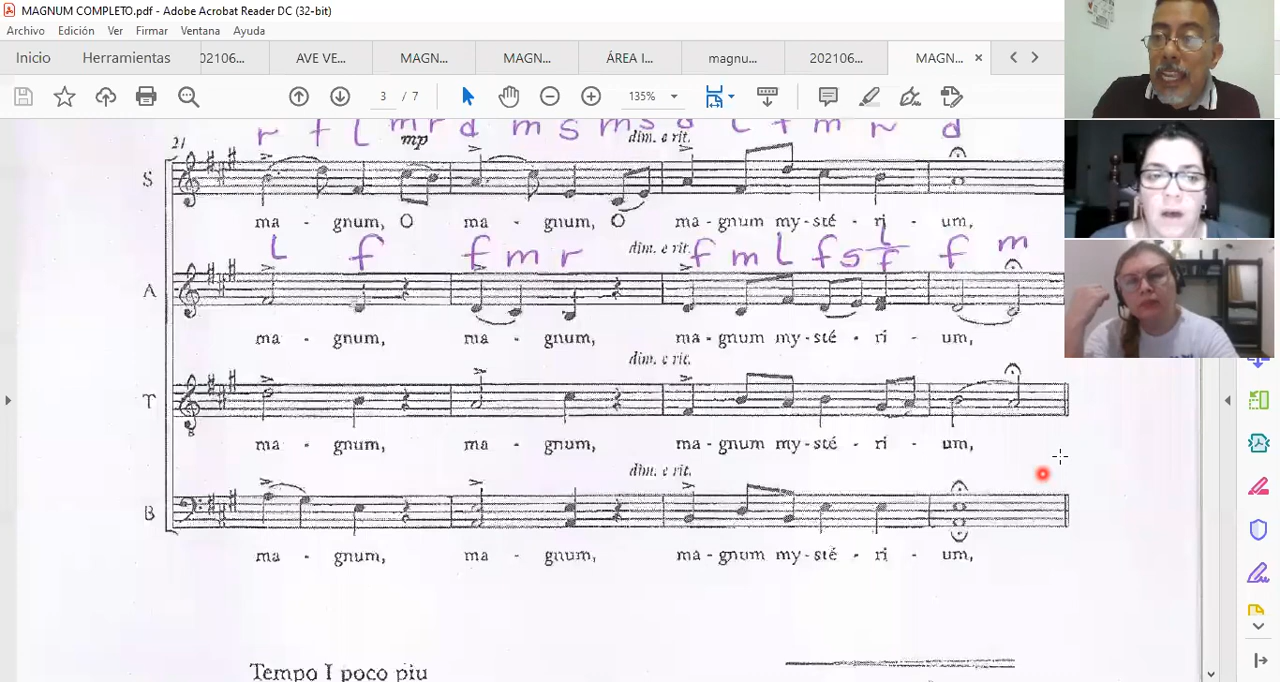 MAGNUM COMPLETO.pdf - Adobe Acrobat Reader DC (32-bit)
Archivo Edición Ver Firmar Ventana Ayuda
Inicio Herramientas 202106... AVE VE... MAGN... MAGN... ÁREA I... magnu... 202106... MAGN... ×
3 / 7 135%
r f l m r d m s m s d l f m r d
21 mp dim. e rit.
S
ma - gnum, O ma - gnum, O ma - gnum my - sté - ri - um,
l f f m r dim. e rit. f m l f s l f f m
A
ma - gnum, ma - gnum, ma - gnum my - sté - ri - um,
dim. e rit.
T
8
ma - gnum, ma - gnum, ma - gnum my - sté - ri - um,
dim. e rit.
B
ma - gnum, ma - gnum, ma - gnum my - sté - ri - um,
Tempo I poco piu